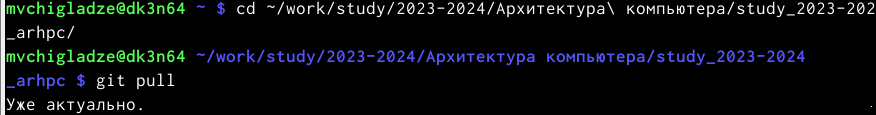 mvchigladze@dk3n64 ~ $ cd ~/work/study/2023-2024/Архитектура\ компьютера/study_2023-202
_arhpc/
mvchigladze@dk3n64 ~/work/study/2023-2024/Архитектура компьютера/study_2023-2024
_arhpc $ git pull
Уже актуально.